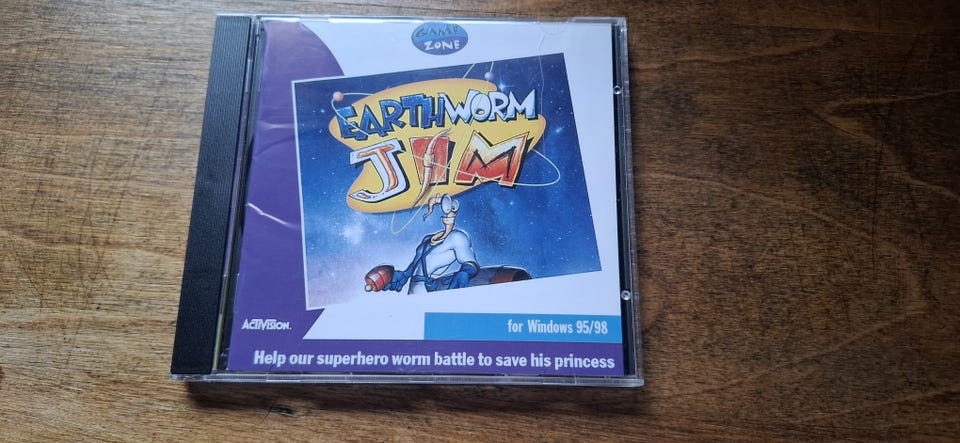 GAME
ZONE
EARTHWORM
JIM
ACTIVISION.
for Windows 95/98
Help our superhero worm battle to save his princess